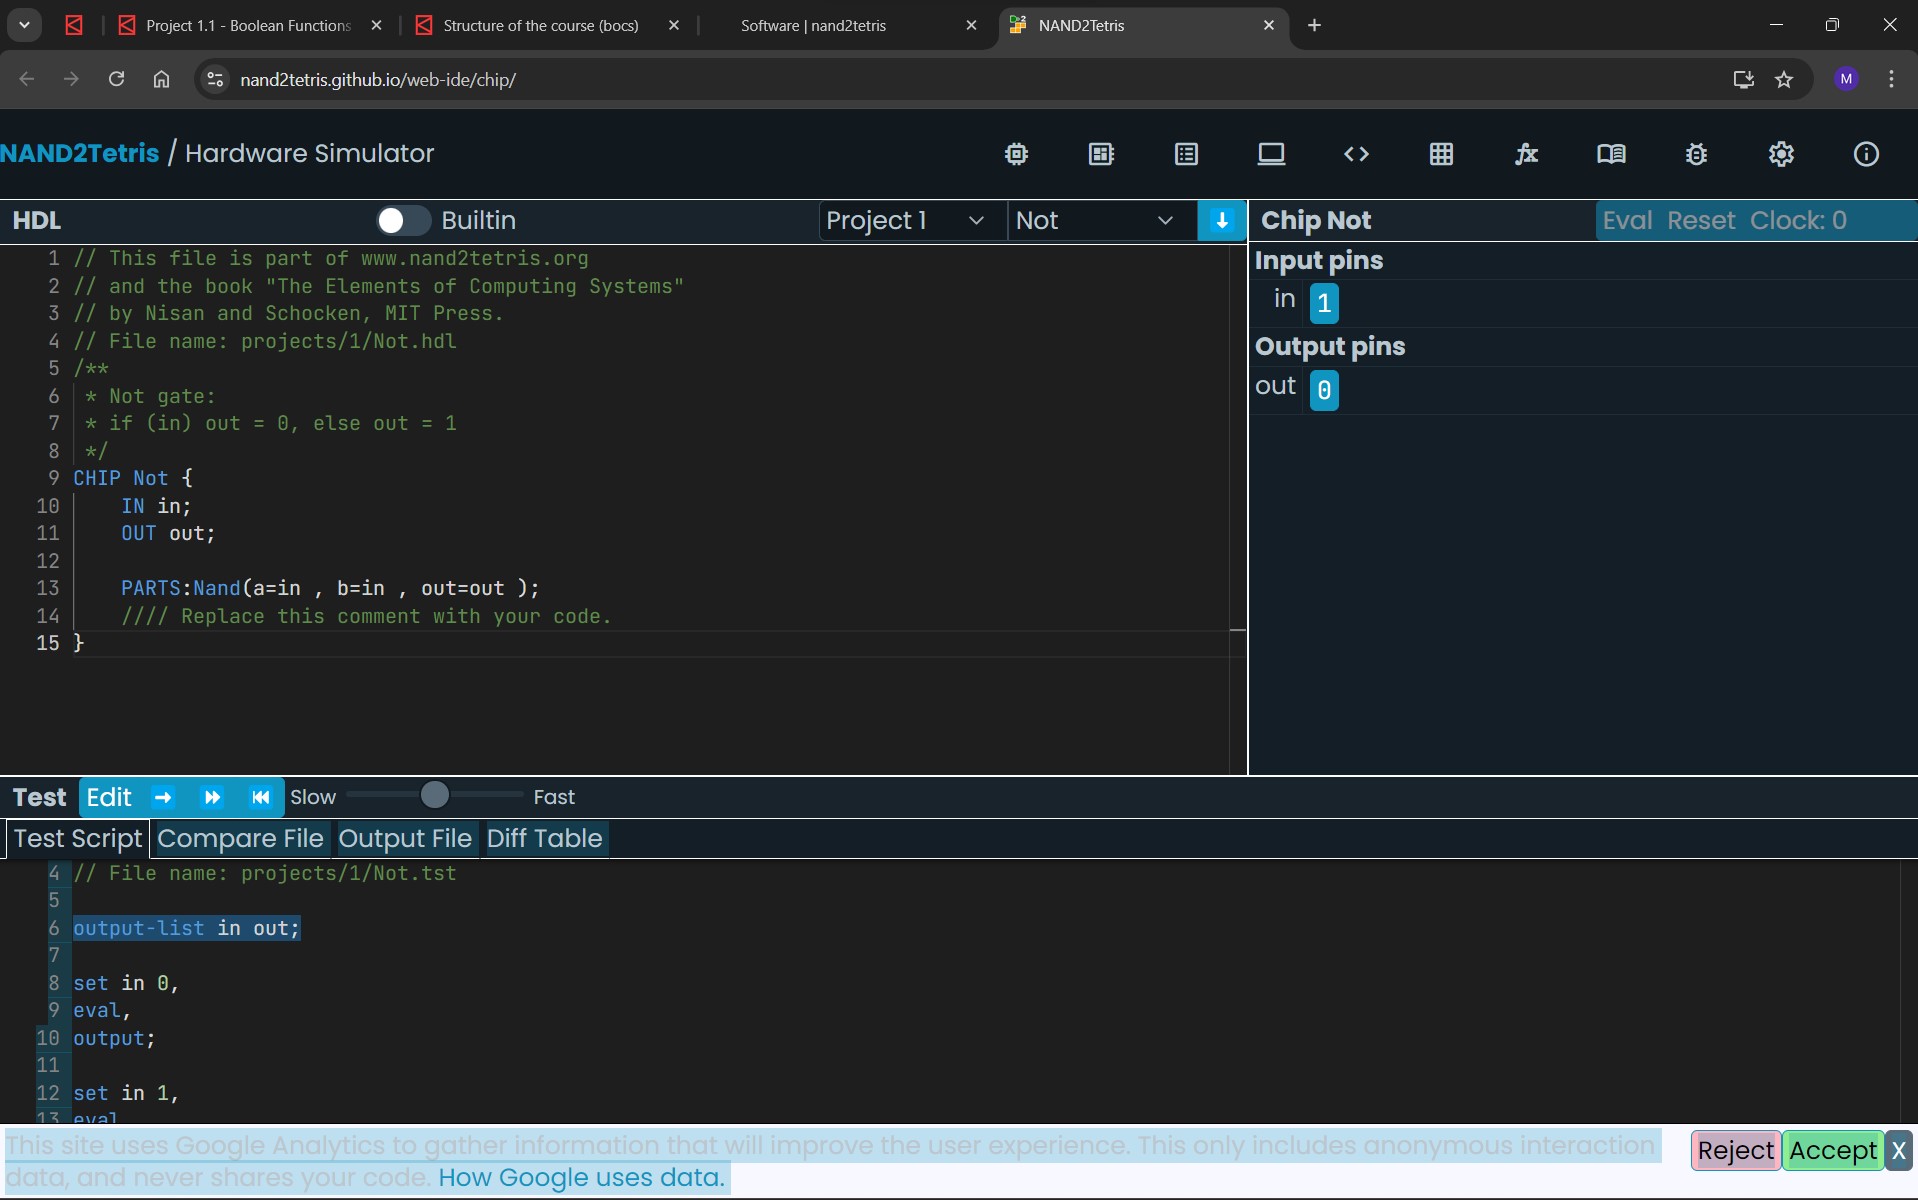 Project 1.1 - Boolean Functions
Structure of the course (bocs)
Software | nand2tetris
NAND2Tetris
nand2tetris.github.io/web-ide/chip/
M
NAND2Tetris / Hardware Simulator
HDL
Builtin
Project 1
Not
Chip Not
Eval Reset Clock: 0
1 // This file is part of www.nand2tetris.org
2 // and the book "The Elements of Computing Systems"
3 // by Nisan and Schocken, MIT Press.
4 // File name: projects/1/Not.hdl
5 /**
6 * Not gate:
7 * if (in) out = 0, else out = 1
8 */
9 CHIP Not {
10 IN in;
11 OUT out;
12
13 PARTS:Nand(a=in , b=in , out=out );
14 //// Replace this comment with your code.
15 }
Input pins
in 1
Output pins
out 0
Test Edit Slow Fast
Test Script Compare File Output File Diff Table
4 // File name: projects/1/Not.tst
5
6 output-list in out;
7
8 set in 0,
9 eval,
10 output;
11
12 set in 1,
13 eval
This site uses Google Analytics to gather information that will improve the user experience. This only includes anonymous interaction
data, and never shares your code. How Google uses data.
Reject Accept X